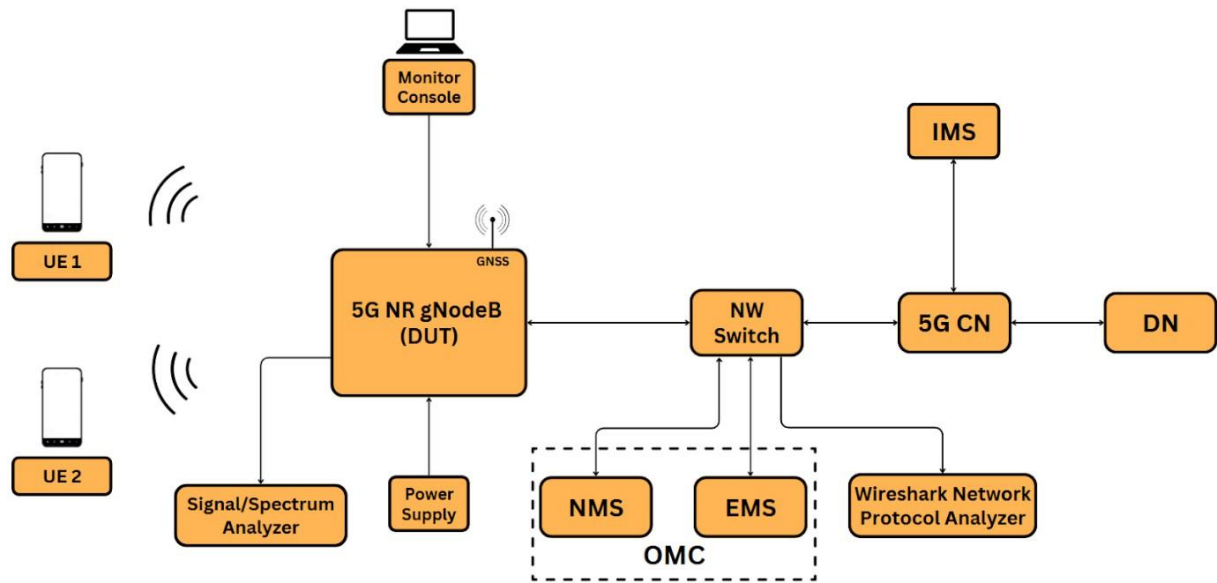 Monitor
Console
IMS
UE 1
GNSS
5G NR gNodeB
(DUT)
NW
Switch
5G CN
DN
UE 2
Signal/Spectrum
Analyzer
Power
Supply
NMS
EMS
Wireshark Network
Protocol Analyzer
OMC